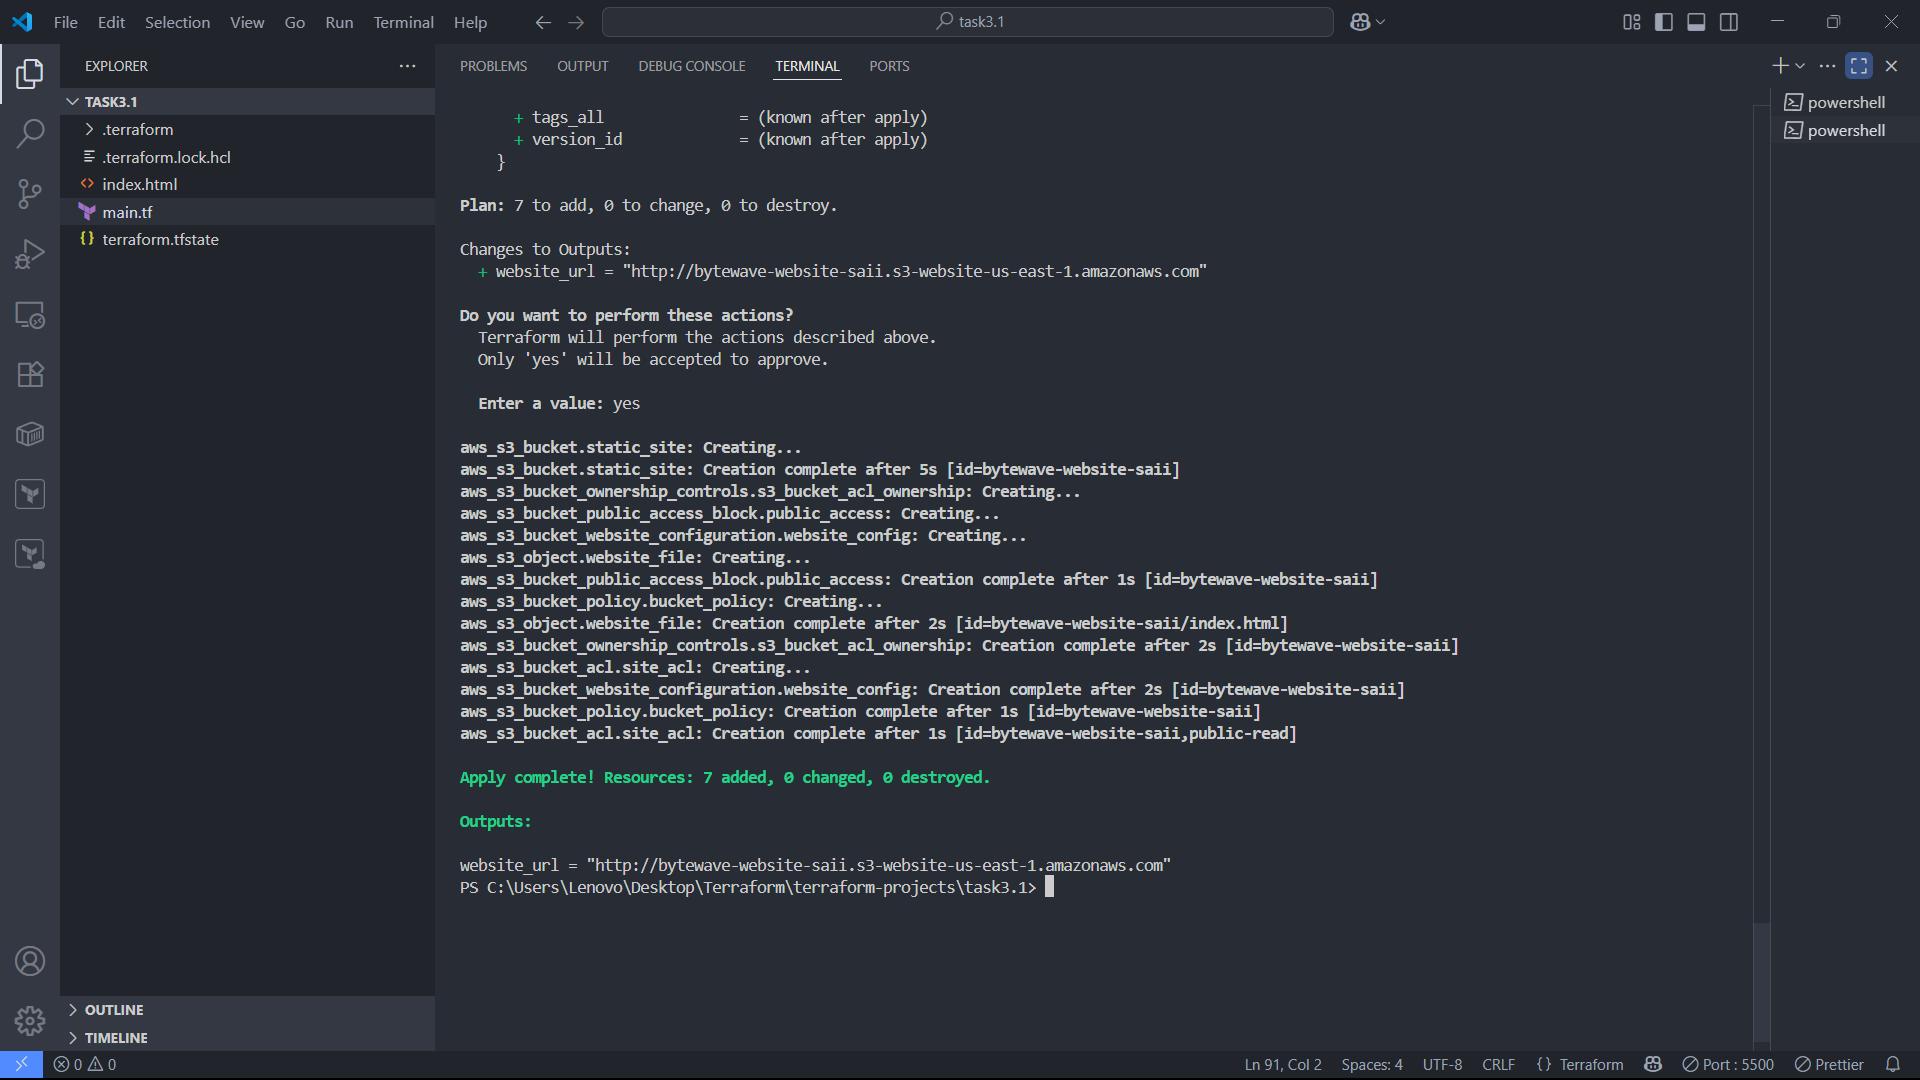 File Edit Selection View Go Run Terminal Help
task3.1
EXPLORER
TASK3.1
.terraform
.terraform.lock.hcl
index.html
main.tf
terraform.tfstate
OUTLINE
TIMELINE
PROBLEMS OUTPUT DEBUG CONSOLE TERMINAL PORTS
+ tags_all = (known after apply)
+ version_id = (known after apply)
}
Plan: 7 to add, 0 to change, 0 to destroy.
Changes to Outputs:
+ website_url = "http://bytewave-website-saii.s3-website-us-east-1.amazonaws.com"
Do you want to perform these actions?
Terraform will perform the actions described above.
Only 'yes' will be accepted to approve.
Enter a value: yes
aws_s3_bucket.static_site: Creating...
aws_s3_bucket.static_site: Creation complete after 5s [id=bytewave-website-saii]
aws_s3_bucket_ownership_controls.s3_bucket_acl_ownership: Creating...
aws_s3_bucket_public_access_block.public_access: Creating...
aws_s3_bucket_website_configuration.website_config: Creating...
aws_s3_object.website_file: Creating...
aws_s3_bucket_public_access_block.public_access: Creation complete after 1s [id=bytewave-website-saii]
aws_s3_bucket_policy.bucket_policy: Creating...
aws_s3_object.website_file: Creation complete after 2s [id=bytewave-website-saii/index.html]
aws_s3_bucket_ownership_controls.s3_bucket_acl_ownership: Creation complete after 2s [id=bytewave-website-saii]
aws_s3_bucket_acl.site_acl: Creating...
aws_s3_bucket_website_configuration.website_config: Creation complete after 2s [id=bytewave-website-saii]
aws_s3_bucket_policy.bucket_policy: Creation complete after 1s [id=bytewave-website-saii]
aws_s3_bucket_acl.site_acl: Creation complete after 1s [id=bytewave-website-saii,public-read]
Apply complete! Resources: 7 added, 0 changed, 0 destroyed.
Outputs:
website_url = "http://bytewave-website-saii.s3-website-us-east-1.amazonaws.com"
PS C:\Users\Lenovo\Desktop\Terraform\terraform-projects\task3.1>
powershell
powershell
0 0
Ln 91, Col 2 Spaces: 4 UTF-8 CRLF {} Terraform Port : 5500 Prettier